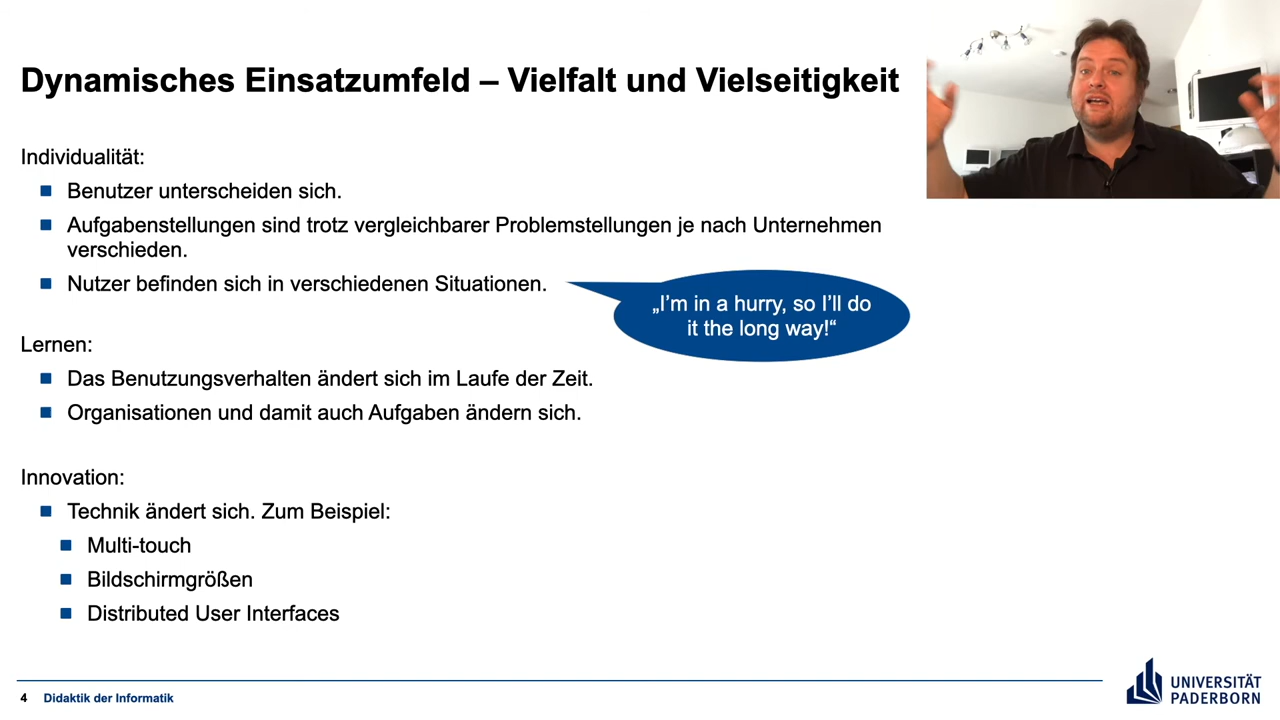 Dynamisches Einsatzumfeld – Vielfalt und Vielseitigkeit
Individualität:
Benutzer unterscheiden sich.
Aufgabenstellungen sind trotz vergleichbarer Problemstellungen je nach Unternehmen
verschieden.
Nutzer befinden sich in verschiedenen Situationen.
„I’m in a hurry, so I’ll do
it the long way!“
Lernen:
Das Benutzungsverhalten ändert sich im Laufe der Zeit.
Organisationen und damit auch Aufgaben ändern sich.
Innovation:
Technik ändert sich. Zum Beispiel:
Multi-touch
Bildschirmgrößen
Distributed User Interfaces
4 Didaktik der Informatik
UNIVERSITÄT
PADERBORN